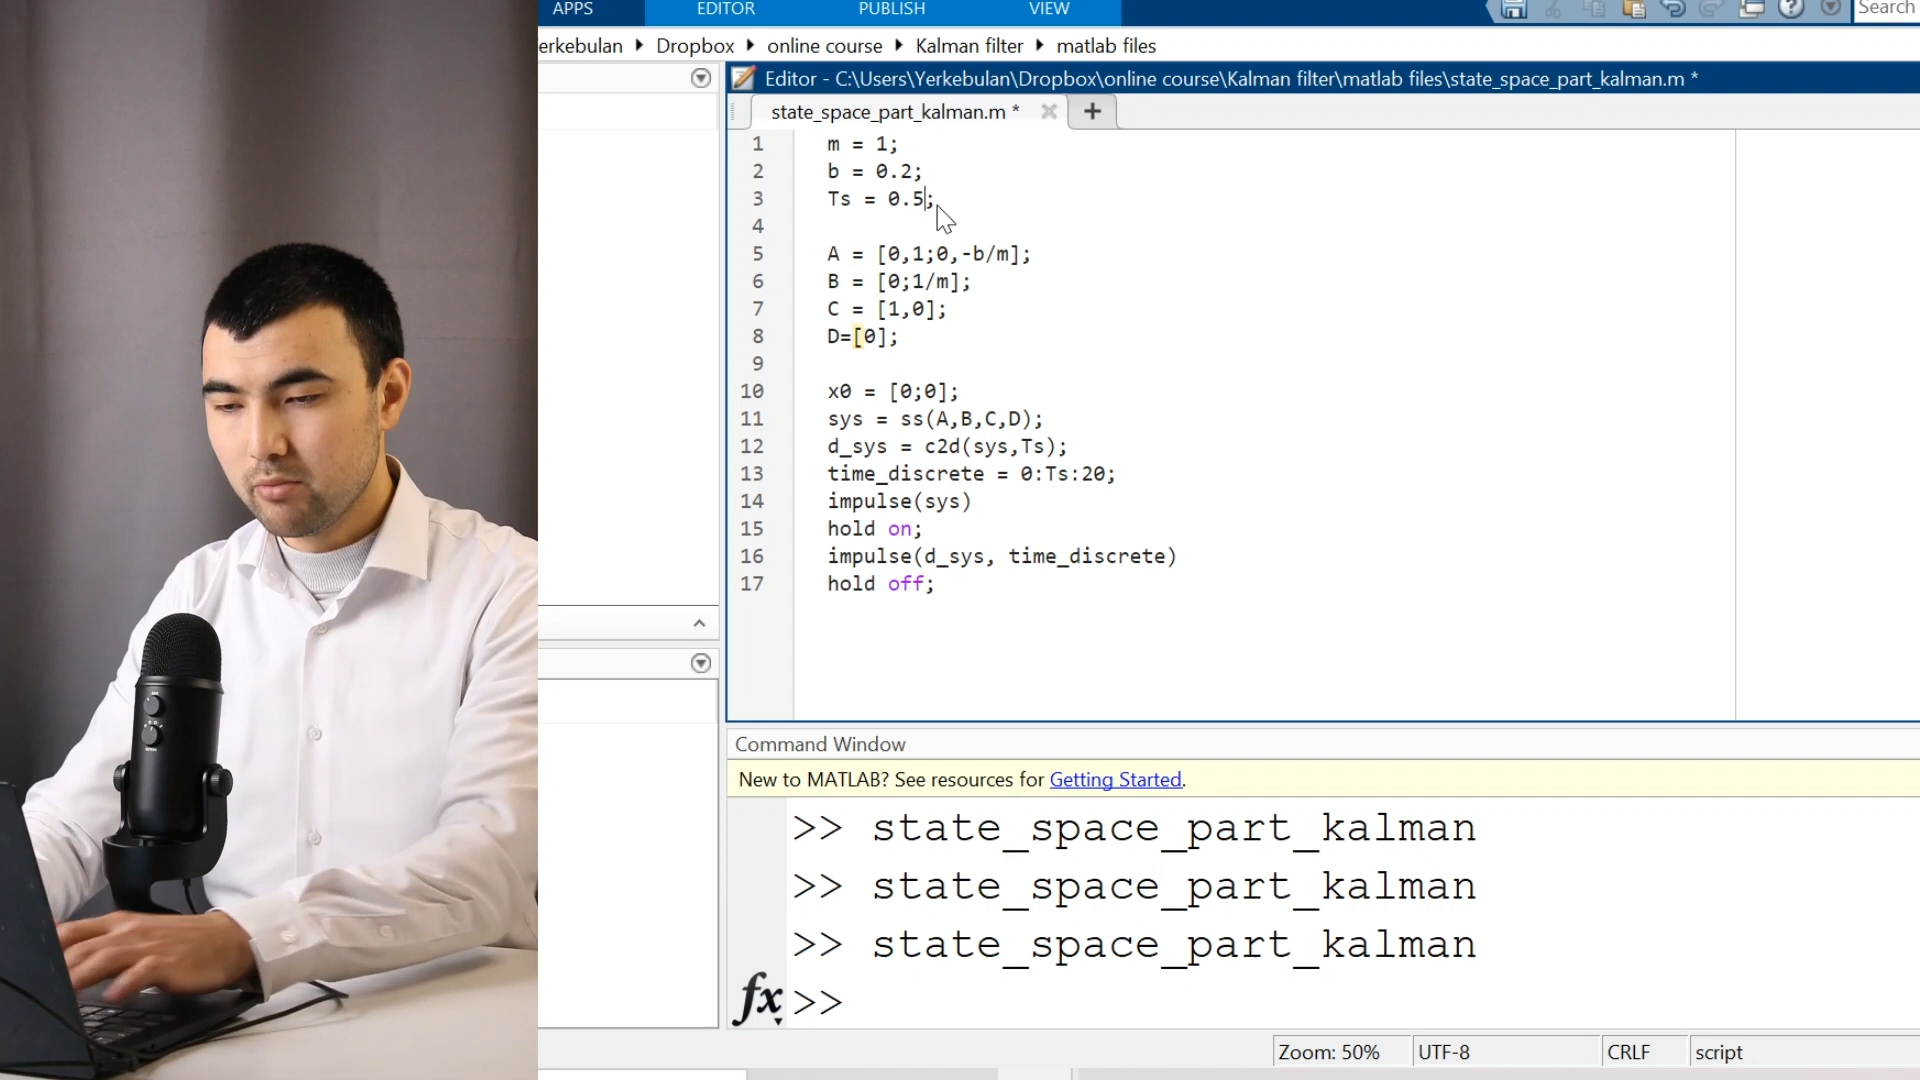 APPS EDITOR PUBLISH VIEW Search
erkebulan Dropbox online course Kalman filter matlab files
Editor - C:\Users\Yerkebulan\Dropbox\online course\Kalman filter\matlab files\state_space_part_kalman.m *
state_space_part_kalman.m * × +
1 m = 1;
2 b = 0.2;
3 Ts = 0.5;
4
5 A = [0,1;0,-b/m];
6 B = [0;1/m];
7 C = [1,0];
8 D=[0];
9
10 x0 = [0;0];
11 sys = ss(A,B,C,D);
12 d_sys = c2d(sys,Ts);
13 time_discrete = 0:Ts:20;
14 impulse(sys)
15 hold on;
16 impulse(d_sys, time_discrete)
17 hold off;
Command Window
New to MATLAB? See resources for Getting Started.
>> state_space_part_kalman
>> state_space_part_kalman
>> state_space_part_kalman
fx >>
Zoom: 50% UTF-8 CRLF script